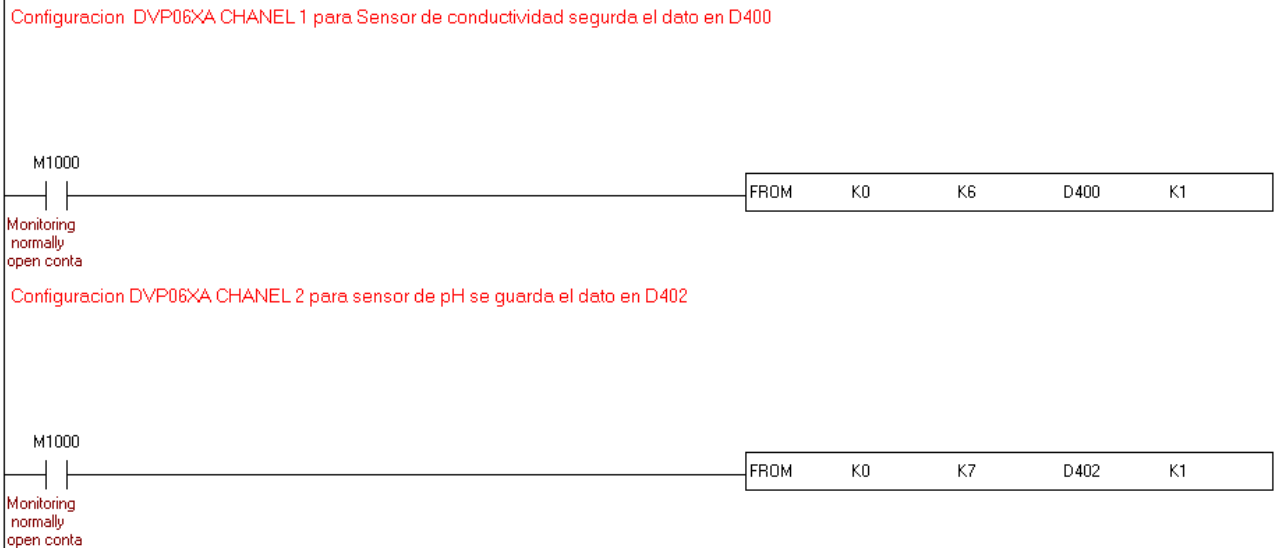 Configuracion DVP06XA CHANEL 1 para Sensor de conductividad segurda el dato en D400
M1000
FROM K0 K6 D400 K1
Monitoring
normally
open conta
Configuracion DVP06XA CHANEL 2 para sensor de pH se guarda el dato en D402
M1000
FROM K0 K7 D402 K1
Monitoring
normally
open conta